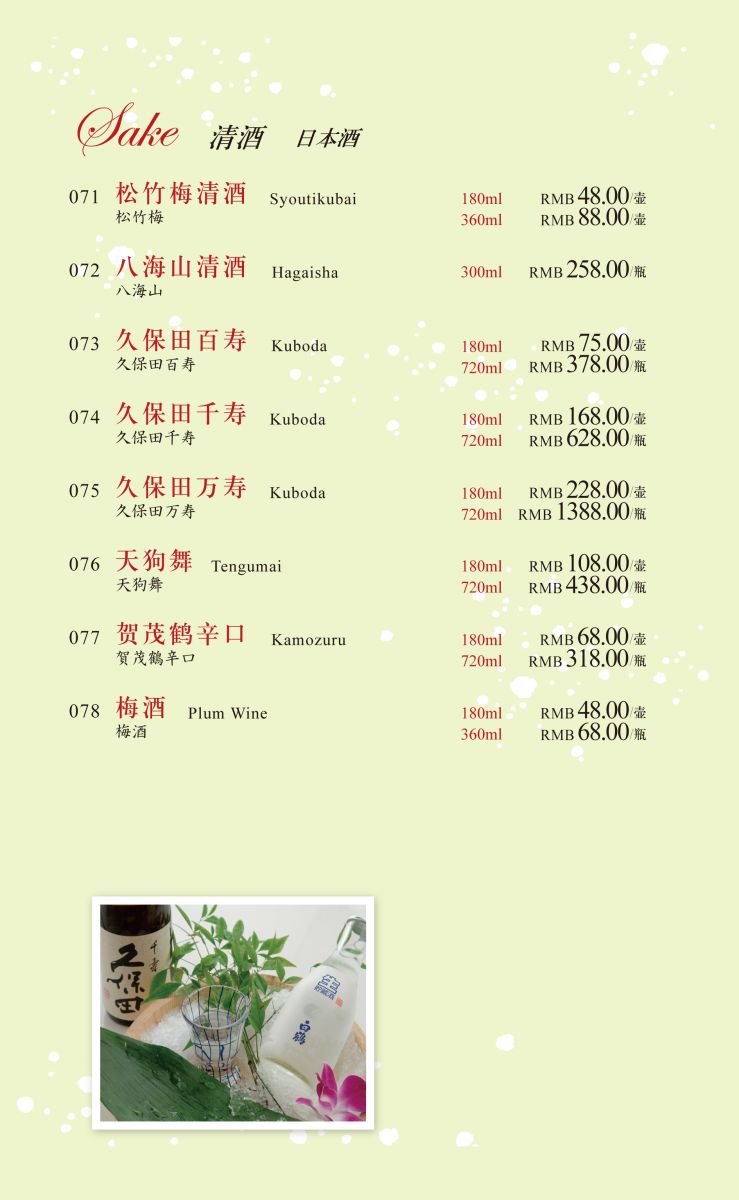 Sake 清酒 日本酒
071 松竹梅清酒 Syoutikubai 180ml RMB 48.00/壶
松竹梅 360ml RMB 88.00/壶
072 八海山清酒 Hagaisha 300ml RMB 258.00/瓶
八海山
073 久保田百寿 Kuboda 180ml RMB 75.00/壶
久保田百寿 720ml RMB 378.00/瓶
074 久保田千寿 Kuboda 180ml RMB 168.00/壶
久保田千寿 720ml RMB 628.00/瓶
075 久保田万寿 Kuboda 180ml RMB 228.00/壶
久保田万寿 720ml RMB 1388.00/瓶
076 天狗舞 Tengumai 180ml RMB 108.00/壶
天狗舞 720ml RMB 438.00/瓶
077 贺茂鹤辛口 Kamozuru 180ml RMB 68.00/壶
賀茂鶴辛口 720ml RMB 318.00/瓶
078 梅酒 Plum Wine 180ml RMB 48.00/壶
梅酒 360ml RMB 68.00/瓶
千寿
久保田
貯蔵酒
白鶴